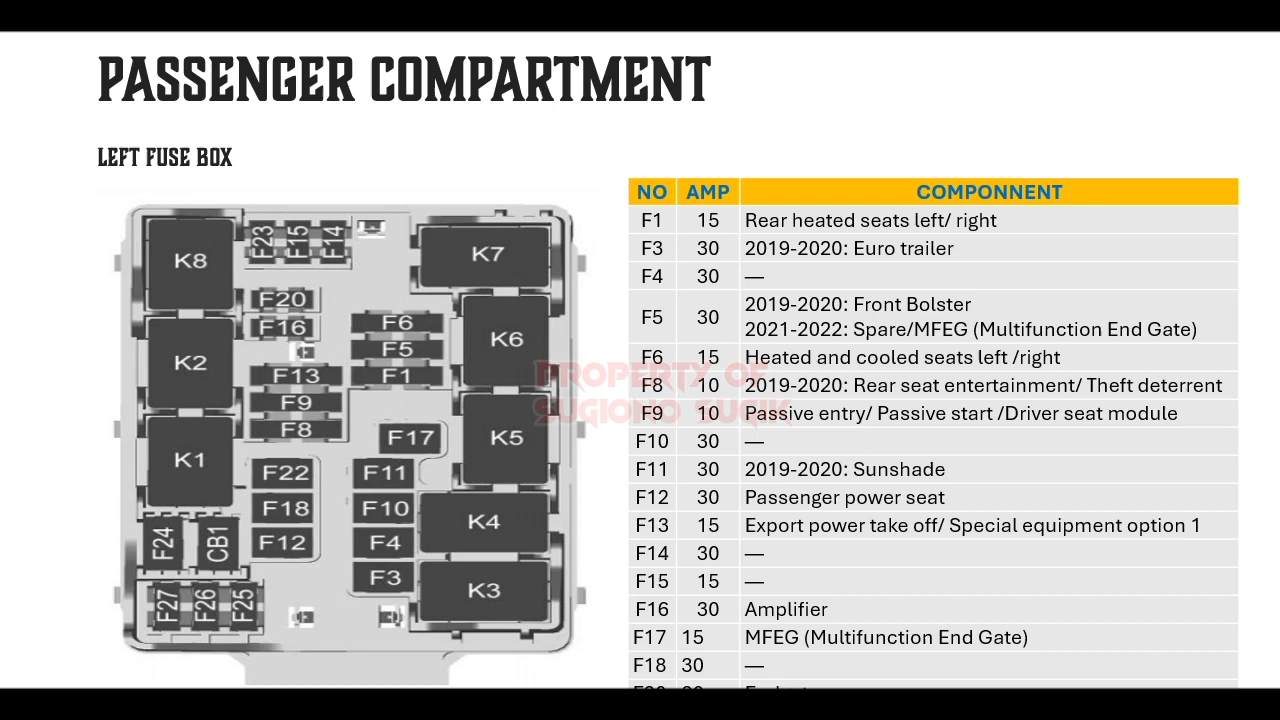 PASSENGER COMPARTMENT
LEFT FUSE BOX
K8
F23
F15
F14
K7
F20
F16
F6
K6
K2
F5
F13
F1
F9
F8
F17
K5
K1
F22
F11
F18
F10
K4
F24
CB1
F12
F4
F3
K3
F27
F26
F25
NO AMP COMPONNENT
F1 15 Rear heated seats left/ right
F3 30 2019-2020: Euro trailer
F4 30 —
F5 30 2019-2020: Front Bolster
2021-2022: Spare/MFEG (Multifunction End Gate)
F6 15 Heated and cooled seats left /right
F8 10 2019-2020: Rear seat entertainment/ Theft deterrent
F9 10 Passive entry/ Passive start /Driver seat module
F10 30 —
F11 30 2019-2020: Sunshade
F12 30 Passenger power seat
F13 15 Export power take off/ Special equipment option 1
F14 30 —
F15 15 —
F16 30 Amplifier
F17 15 MFEG (Multifunction End Gate)
F18 30 —
PROPERTY OF
SUGIONO SUGIK